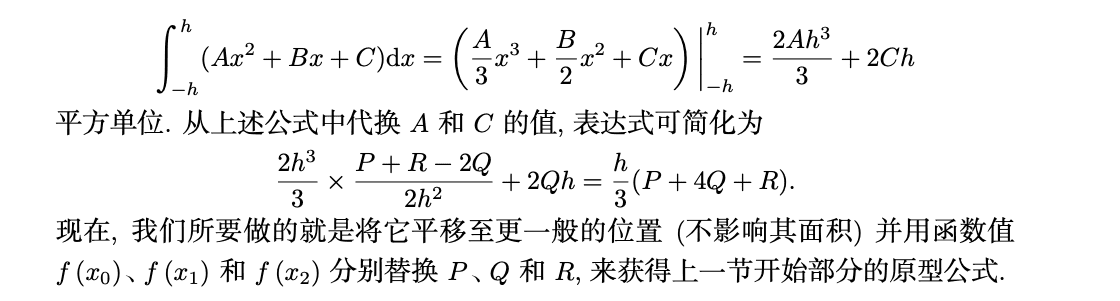 $$\int_{-h}^{h}(Ax^2+Bx+C)\mathrm{d}x=\left(\frac{A}{3}x^3+\frac{B}{2}x^2+Cx\right)\Bigg|_{-h}^{h}=\frac{2Ah^3}{3}+2Ch$$
平方单位. 从上述公式中代换 A 和 C 的值, 表达式可简化为
$$\frac{2h^3}{3}\times\frac{P+R-2Q}{2h^2}+2Qh=\frac{h}{3}(P+4Q+R).$$
现在, 我们所要做的就是将它平移至更一般的位置 (不影响其面积) 并用函数值
$f(x_0)$、$f(x_1)$ 和 $f(x_2)$ 分别替换 P、Q 和 R, 来获得上一节开始部分的原型公式.